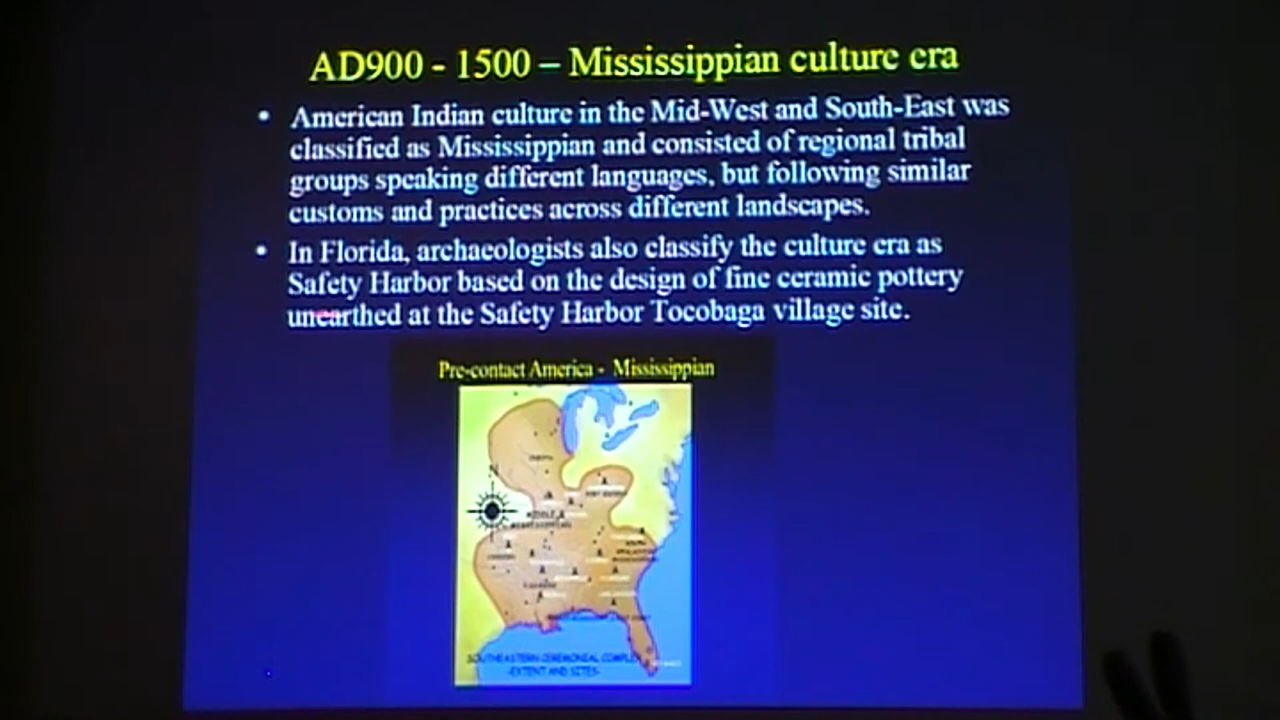 AD900 - 1500 – Mississippian culture era
• American Indian culture in the Mid-West and South-East was
classified as Mississippian and consisted of regional tribal
groups speaking different languages, but following similar
customs and practices across different landscapes.
• In Florida, archaeologists also classify the culture era as
Safety Harbor based on the design of fine ceramic pottery
unearthed at the Safety Harbor Tocobaga village site.
Pre-contact America - Mississippian
N
SOUTHEASTERN CEREMONIAL COMPLEX
-EXTENT AND SITES-